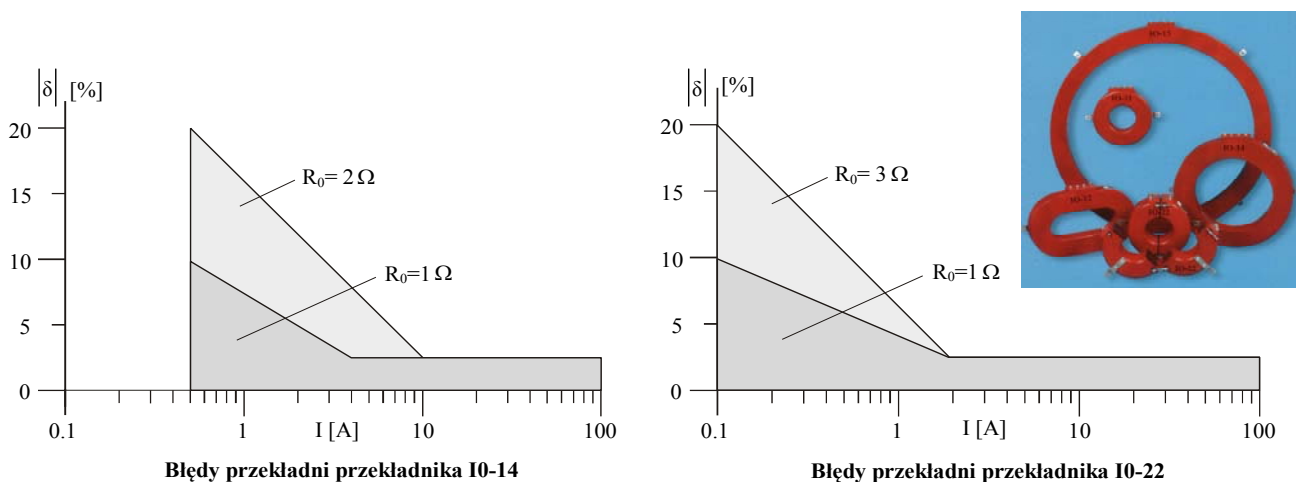 |δ| [%]
20
15
10
5
0
R₀= 2 Ω
R₀=1 Ω
0.1 1 I [A] 10 100
Błędy przekładni przekładnika I0-14
|δ| [%]
20
15
10
5
0
R₀= 3 Ω
R₀=1 Ω
0.1 1 I [A] 10 100
Błędy przekładni przekładnika I0-22